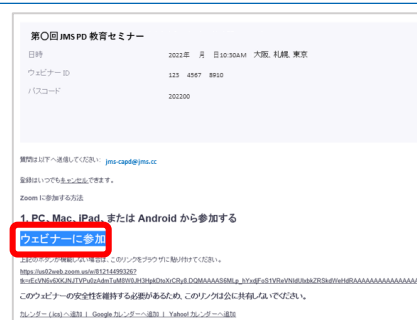 第〇回 JMS PD 教育セミナー
日時 2022年 月 日10:30AM 大阪, 札幌, 東京
ウェビナー ID 123 4567 8910
パスコード 202200
質問は以下へ送信してください: jms-capd@jms.cc
登録はいつでもキャンセルできます。
Zoom に参加する方法
1. PC、Mac、iPad、または Android から参加する
ウェビナーに参加
上記のボタンが機能しない場合は、このリンクをブラウザに貼り付けてください。
https://us02web.zoom.us/w/81214499326?
このウェビナーの安全性を維持する必要があるため、このリンクは公に共有しないでください。
カレンダー (.ics) へ追加 | Google カレンダーへ追加 | Yahoo! カレンダーへ追加